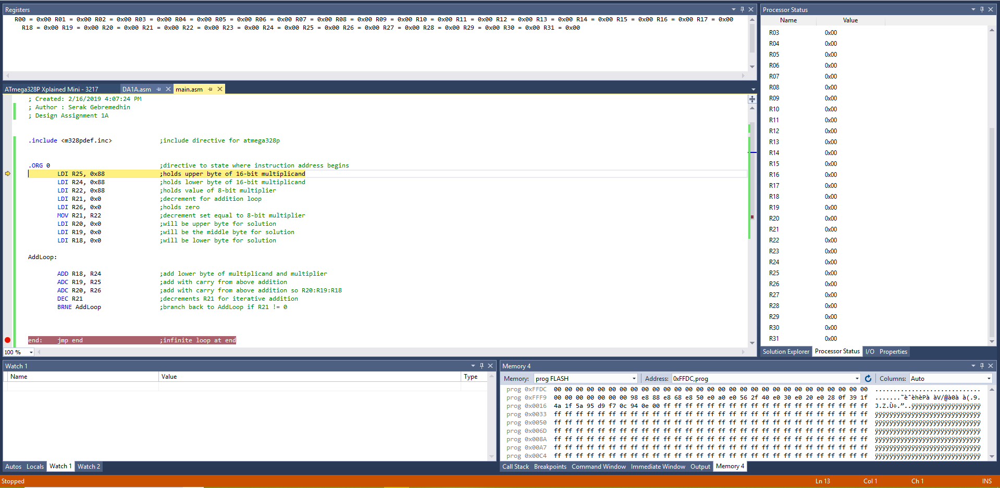 Registers
R00 = 0x00 R01 = 0x00 R02 = 0x00 R03 = 0x00 R04 = 0x00 R05 = 0x00 R06 = 0x00 R07 = 0x00 R08 = 0x00 R09 = 0x00 R10 = 0x00 R11 = 0x00 R12 = 0x00 R13 = 0x00 R14 = 0x00 R15 = 0x00 R16 = 0x00 R17 = 0x00
R18 = 0x00 R19 = 0x00 R20 = 0x00 R21 = 0x00 R22 = 0x00 R23 = 0x00 R24 = 0x00 R25 = 0x00 R26 = 0x00 R27 = 0x00 R28 = 0x00 R29 = 0x00 R30 = 0x00 R31 = 0x00
ATmega328P Xplained Mini - 3217 DA1A.asm main.asm
; Created: 2/16/2019 4:07:24 PM
; Author : Serak Gebremedhin
; Design Assignment 1A
.include <m328pdef.inc> ;include directive for atmega328p
.ORG 0 ;directive to state where instruction address begins
LDI R25, 0x88 ;holds upper byte of 16-bit multiplicand
LDI R24, 0x88 ;holds lower byte of 16-bit multiplicand
LDI R22, 0x88 ;holds value of 8-bit multiplier
LDI R21, 0x0 ;decrement for addition loop
LDI R26, 0x0 ;holds zero
MOV R21, R22 ;decrement set equal to 8-bit multiplier
LDI R20, 0x0 ;will be upper byte for solution
LDI R19, 0x0 ;will be the middle byte for solution
LDI R18, 0x0 ;will be lower byte for solution
AddLoop:
ADD R18, R24 ;add lower byte of multiplicand and multiplier
ADC R19, R25 ;add with carry from above addition
ADC R20, R26 ;add with carry from above addition so R20:R19:R18
DEC R21 ;decrements R21 for iterative addition
BRNE AddLoop ;branch back to AddLoop if R21 != 0
end: jmp end ;infinite loop at end
100 %
Processor Status
Name Value
R03 0x00
R04 0x00
R05 0x00
R06 0x00
R07 0x00
R08 0x00
R09 0x00
R10 0x00
R11 0x00
R12 0x00
R13 0x00
R14 0x00
R15 0x00
R16 0x00
R17 0x00
R18 0x00
R19 0x00
R20 0x00
R21 0x00
R22 0x00
R23 0x00
R24 0x00
R25 0x00
R26 0x00
R27 0x00
R28 0x00
R29 0x00
R30 0x00
R31 0x00
Solution Explorer Processor Status I/O Properties
Watch 1
Name Value Type
Autos Locals Watch 1 Watch 2
Memory 4
Memory: prog FLASH Address: 0xFFDC,prog Columns: Auto
prog 0xFFDC 00 00 00 00 00 00 00 00 00 00 00 00 00 00 00 00 00 00 00 00 00 00 00 00 00 00 00 00 00 .............................
prog 0xFFF9 00 00 00 00 00 00 00 98 e8 88 e8 68 e8 50 e0 a0 e0 56 2f 40 e0 30 e0 20 e0 28 0f 39 1f .......˜èˆèhèPà àV/@à0à à(.9.
prog 0x0016 4a 1f 5a 95 d9 f7 0c 94 0e 00 ff ff ff ff ff ff ff ff ff ff ff ff ff ff ff ff ff ff ff J.Z.Ù÷.”..ÿÿÿÿÿÿÿÿÿÿÿÿÿÿÿÿÿÿÿ
prog 0x0033 ff ff ff ff ff ff ff ff ff ff ff ff ff ff ff ff ff ff ff ff ff ff ff ff ff ff ff ff ff ÿÿÿÿÿÿÿÿÿÿÿÿÿÿÿÿÿÿÿÿÿÿÿÿÿÿÿÿÿ
prog 0x0050 ff ff ff ff ff ff ff ff ff ff ff ff ff ff ff ff ff ff ff ff ff ff ff ff ff ff ff ff ff ÿÿÿÿÿÿÿÿÿÿÿÿÿÿÿÿÿÿÿÿÿÿÿÿÿÿÿÿÿ
prog 0x006D ff ff ff ff ff ff ff ff ff ff ff ff ff ff ff ff ff ff ff ff ff ff ff ff ff ff ff ff ff ÿÿÿÿÿÿÿÿÿÿÿÿÿÿÿÿÿÿÿÿÿÿÿÿÿÿÿÿÿ
prog 0x008A ff ff ff ff ff ff ff ff ff ff ff ff ff ff ff ff ff ff ff ff ff ff ff ff ff ff ff ff ff ÿÿÿÿÿÿÿÿÿÿÿÿÿÿÿÿÿÿÿÿÿÿÿÿÿÿÿÿÿ
prog 0x00A7 ff ff ff ff ff ff ff ff ff ff ff ff ff ff ff ff ff ff ff ff ff ff ff ff ff ff ff ff ff ÿÿÿÿÿÿÿÿÿÿÿÿÿÿÿÿÿÿÿÿÿÿÿÿÿÿÿÿÿ
prog 0x00C4 ff ff ff ff ff ff ff ff ff ff ff ff ff ff ff ff ff ff ff ff ff ff ff ff ff ff ff ff ff ÿÿÿÿÿÿÿÿÿÿÿÿÿÿÿÿÿÿÿÿÿÿÿÿÿÿÿÿÿ
Call Stack Breakpoints Command Window Immediate Window Output Memory 4
Stopped Ln 13 Col 1 Ch 1 INS